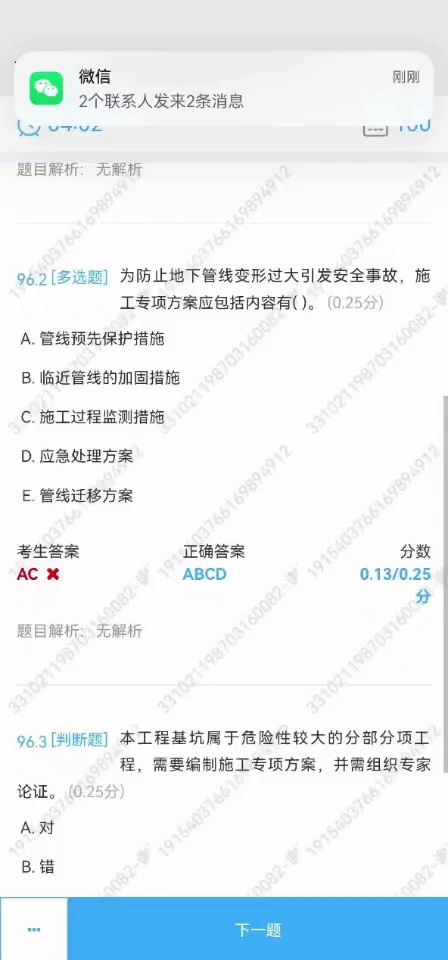 微信
刚刚
2个联系人发来2条消息
题目解析: 无解析
96.2 [多选题] 为防止地下管线变形过大引发安全事故，施
工专项方案应包括内容有( )。 (0.25分)
A. 管线预先保护措施
B. 临近管线的加固措施
C. 施工过程监测措施
D. 应急处理方案
E. 管线迁移方案
考生答案 正确答案 分数
AC ✖ ABCD 0.13/0.25
分
题目解析: 无解析
96.3 [判断题] 本工程基坑属于危险性较大的分部分项工
程，需要编制施工专项方案，并需组织专家
论证。 (0.25分)
A. 对
B. 错
下一题